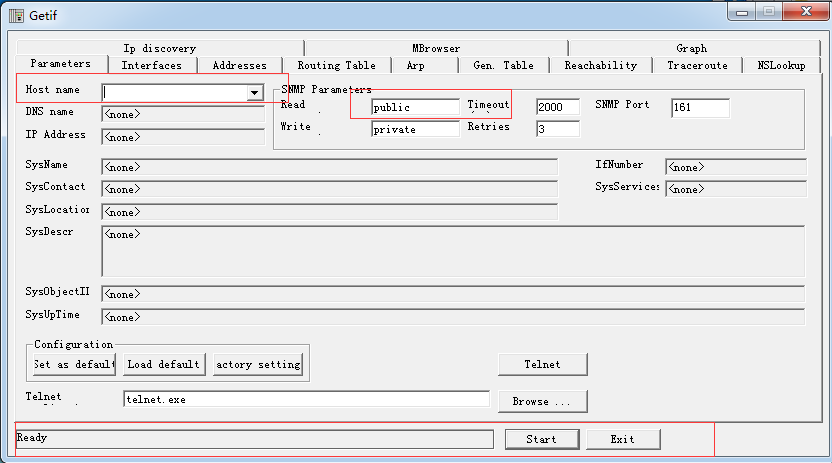 Getif
Ip discovery MBrowser Graph
Parameters Interfaces Addresses Routing Table Arp Gen. Table Reachability Traceroute NSLookup
Host name
SNMP Parameters
Read public Timeout 2000 SNMP Port 161
DNS name <none>
Write private Retries 3
IP Address <none>
SysName <none> IfNumber <none>
SysContact <none> SysServices <none>
SysLocation <none>
SysDescr <none>
SysObjectID <none>
SysUpTime <none>
Configuration
Set as default Load default actory setting Telnet
Telnet telnet.exe Browse ...
Ready Start Exit